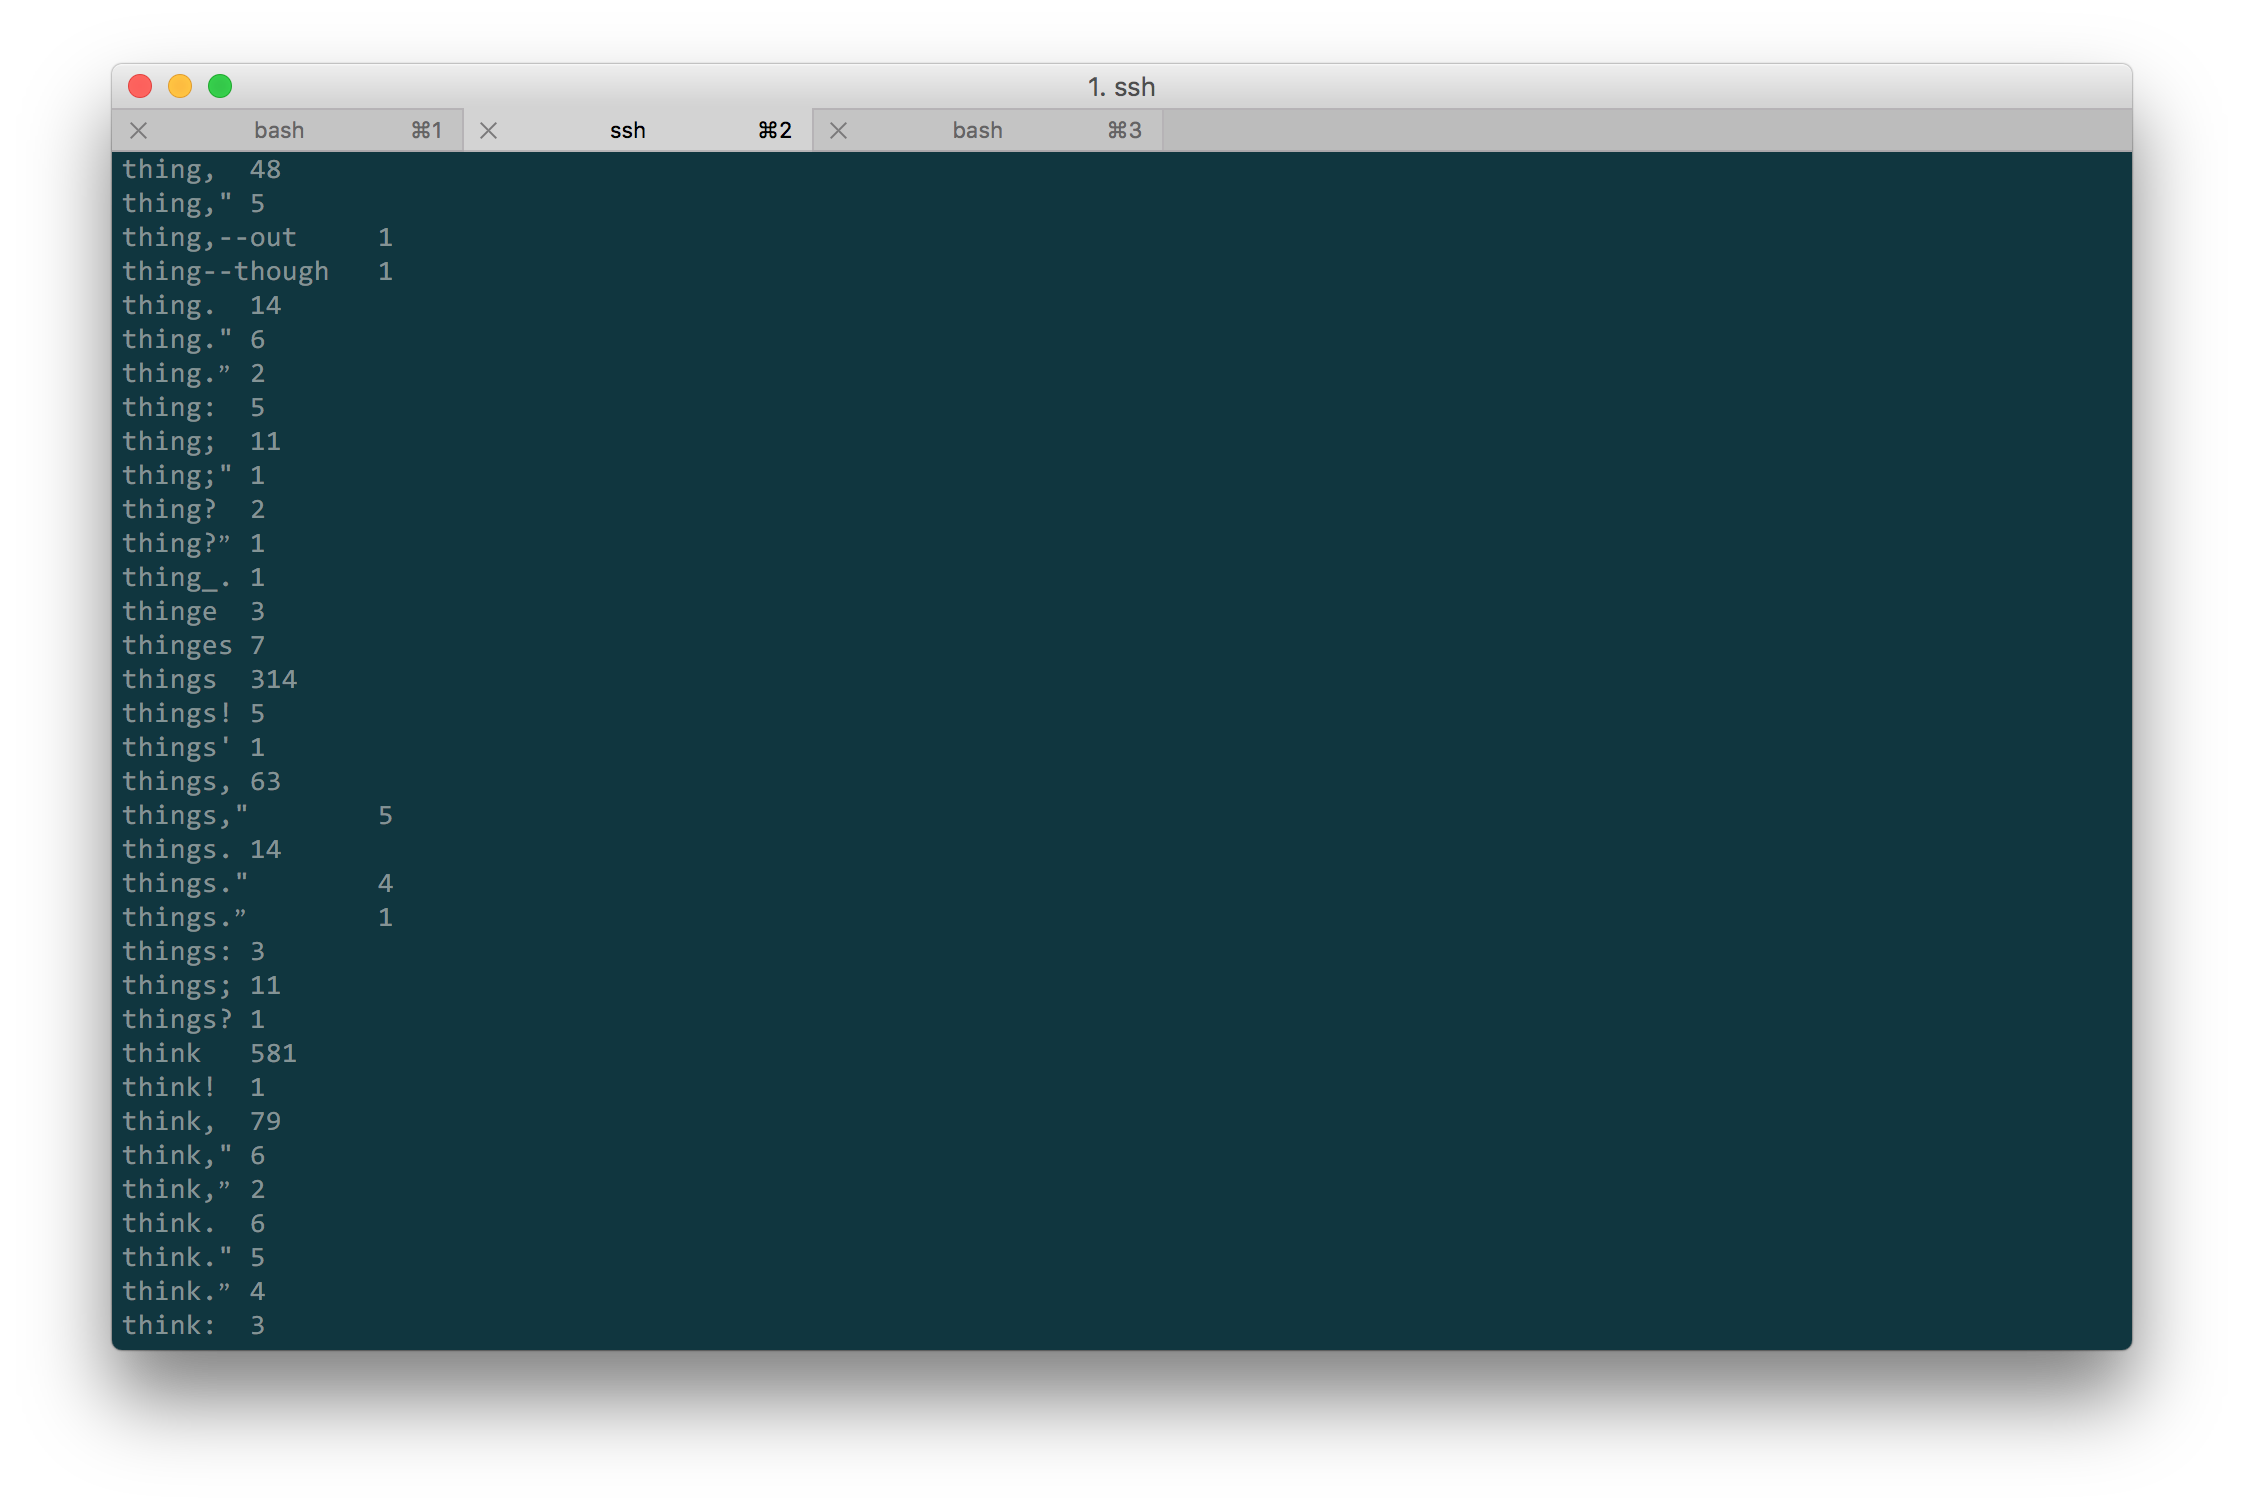 1. ssh
bash ⌘1 ssh ⌘2 bash ⌘3
thing,  48
thing," 5
thing,--out     1
thing--though   1
thing.  14
thing." 6
thing.” 2
thing:  5
thing;  11
thing;" 1
thing?  2
thing?” 1
thing_. 1
thinge  3
thinges 7
things  314
things! 5
things' 1
things, 63
things,"        5
things. 14
things."        4
things.”        1
things: 3
things; 11
things? 1
think   581
think!  1
think,  79
think," 6
think,” 2
think.  6
think." 5
think.” 4
think:  3